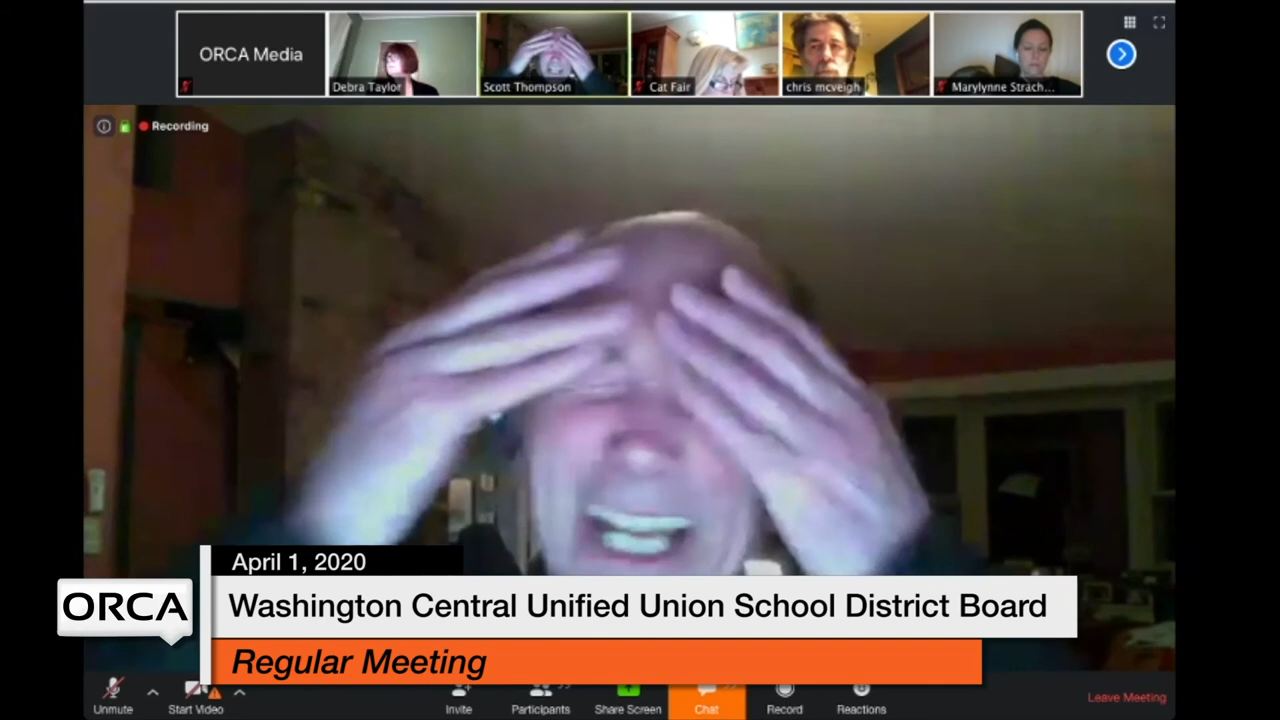 ORCA Media
Debra Taylor
Scott Thompson
Cat Fair
chris mcveigh
Marylynne Strach...
Recording
April 1, 2020
ORCA
Washington Central Unified Union School District Board
Regular Meeting
Unmute
Start Video
Invite
Participants
Share Screen
Chat
Record
Reactions
Leave Meeting